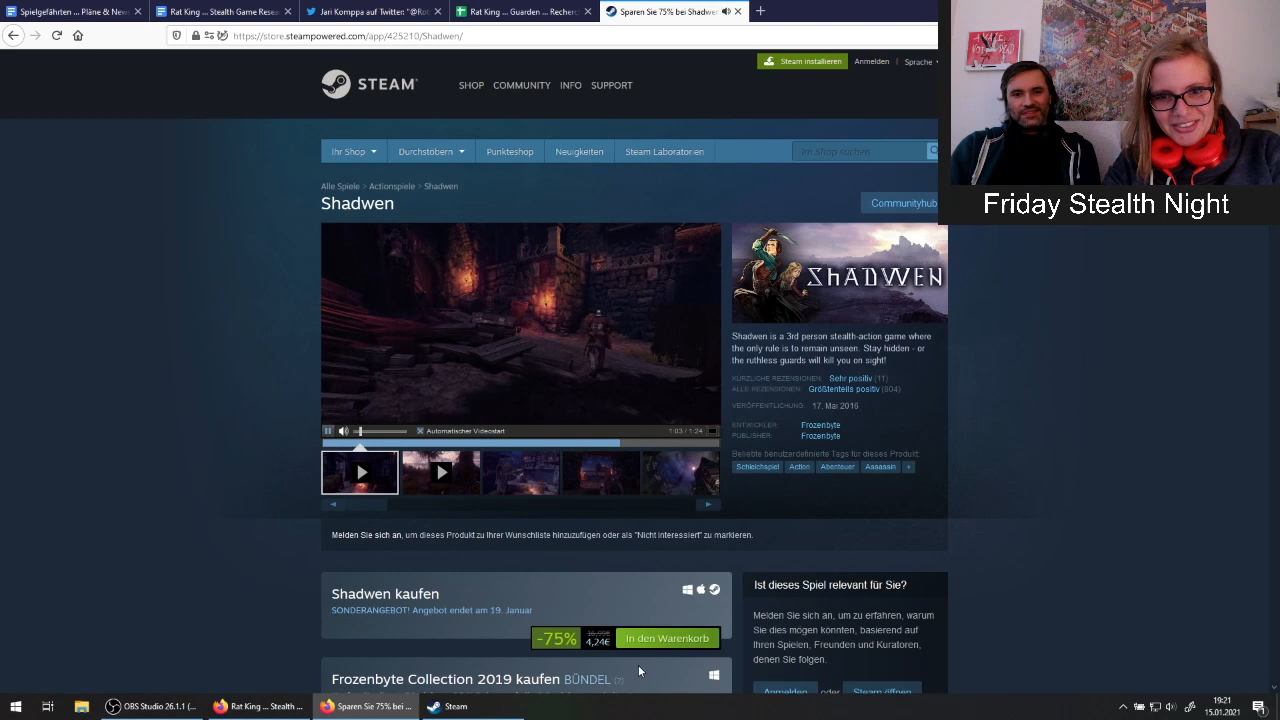 Spielgefährten ... Pläne & New
Rat King ... Stealth Game Resea
Jari Komppa auf Twitter: "@Rot
Rat King ... Guarden ... Recherc
Sparen Sie 75% bei Shadwe
https://store.steampowered.com/app/425210/Shadwen/
Steam installieren
Anmelden | Sprache
STEAM
SHOP COMMUNITY INFO SUPPORT
Ihr Shop Durchstöbern Punkteshop Neuigkeiten Steam Laboratorien im Shop suchen
Alle Spiele > Actionspiele > Shadwen
Shadwen
Communityhub
Friday Stealth Night
SHADWEN
Shadwen is a 3rd person stealth-action game where
the only rule is to remain unseen. Stay hidden - or
the ruthless guards will kill you on sight!
KÜRZLICHE REZENSIONEN: Sehr positiv (11)
ALLE REZENSIONEN: Größtenteils positiv (804)
VERÖFFENTLICHUNG: 17. Mai 2016
ENTWICKLER: Frozenbyte
PUBLISHER: Frozenbyte
Beliebte benutzerdefinierte Tags für dieses Produkt:
Schleichspiel Action Abenteuer Assassin +
Automatischer Videostart 1:03 / 1:24
Melden Sie sich an, um dieses Produkt zu Ihrer Wunschliste hinzuzufügen oder als "Nicht interessiert" zu markieren.
Shadwen kaufen
SONDERANGEBOT! Angebot endet am 19. Januar
-75% 16,99€ 4,24€ In den Warenkorb
Frozenbyte Collection 2019 kaufen BÜNDEL (?)
Ist dieses Spiel relevant für Sie?
Melden Sie sich an, um zu erfahren, warum
Sie dies mögen könnten, basierend auf
Ihren Spielen, Freunden und Kuratoren,
denen Sie folgen.
Anmelden oder Steam öffnen
OBS Studio ... | ...
Rat King ... Stealth ...
Sparen Sie 75% bei ...
Steam
19:21
15.01.2021